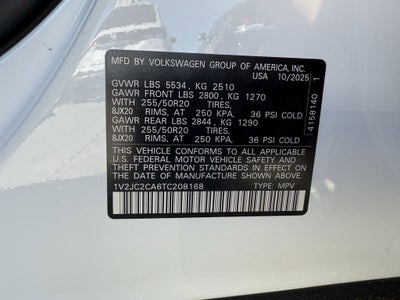 MFD BY VOLKSWAGEN GROUP OF AMERICA, INC.
USA 10/2025
GVWR LBS 5534 , KG 2510
GAWR FRONT LBS 2800 , KG 1270
WITH 255/50R20 TIRES,
8JX20 RIMS, AT 250 KPA, 36 PSI COLD
GAWR REAR LBS 2844 , KG 1290
WITH 255/50R20 TIRES,
8JX20 RIMS, AT 250 KPA, 36 PSI COLD
THIS VEHICLE CONFORMS TO ALL APPLICABLE
U.S. FEDERAL MOTOR VEHICLE SAFETY AND
THEFT PREVENTION STANDARDS IN EFFECT ON THE
DATE OF MANUFACTURE SHOWN ABOVE.
1V2JC2CA6TC208168 TYPE: MPV
4158140 1